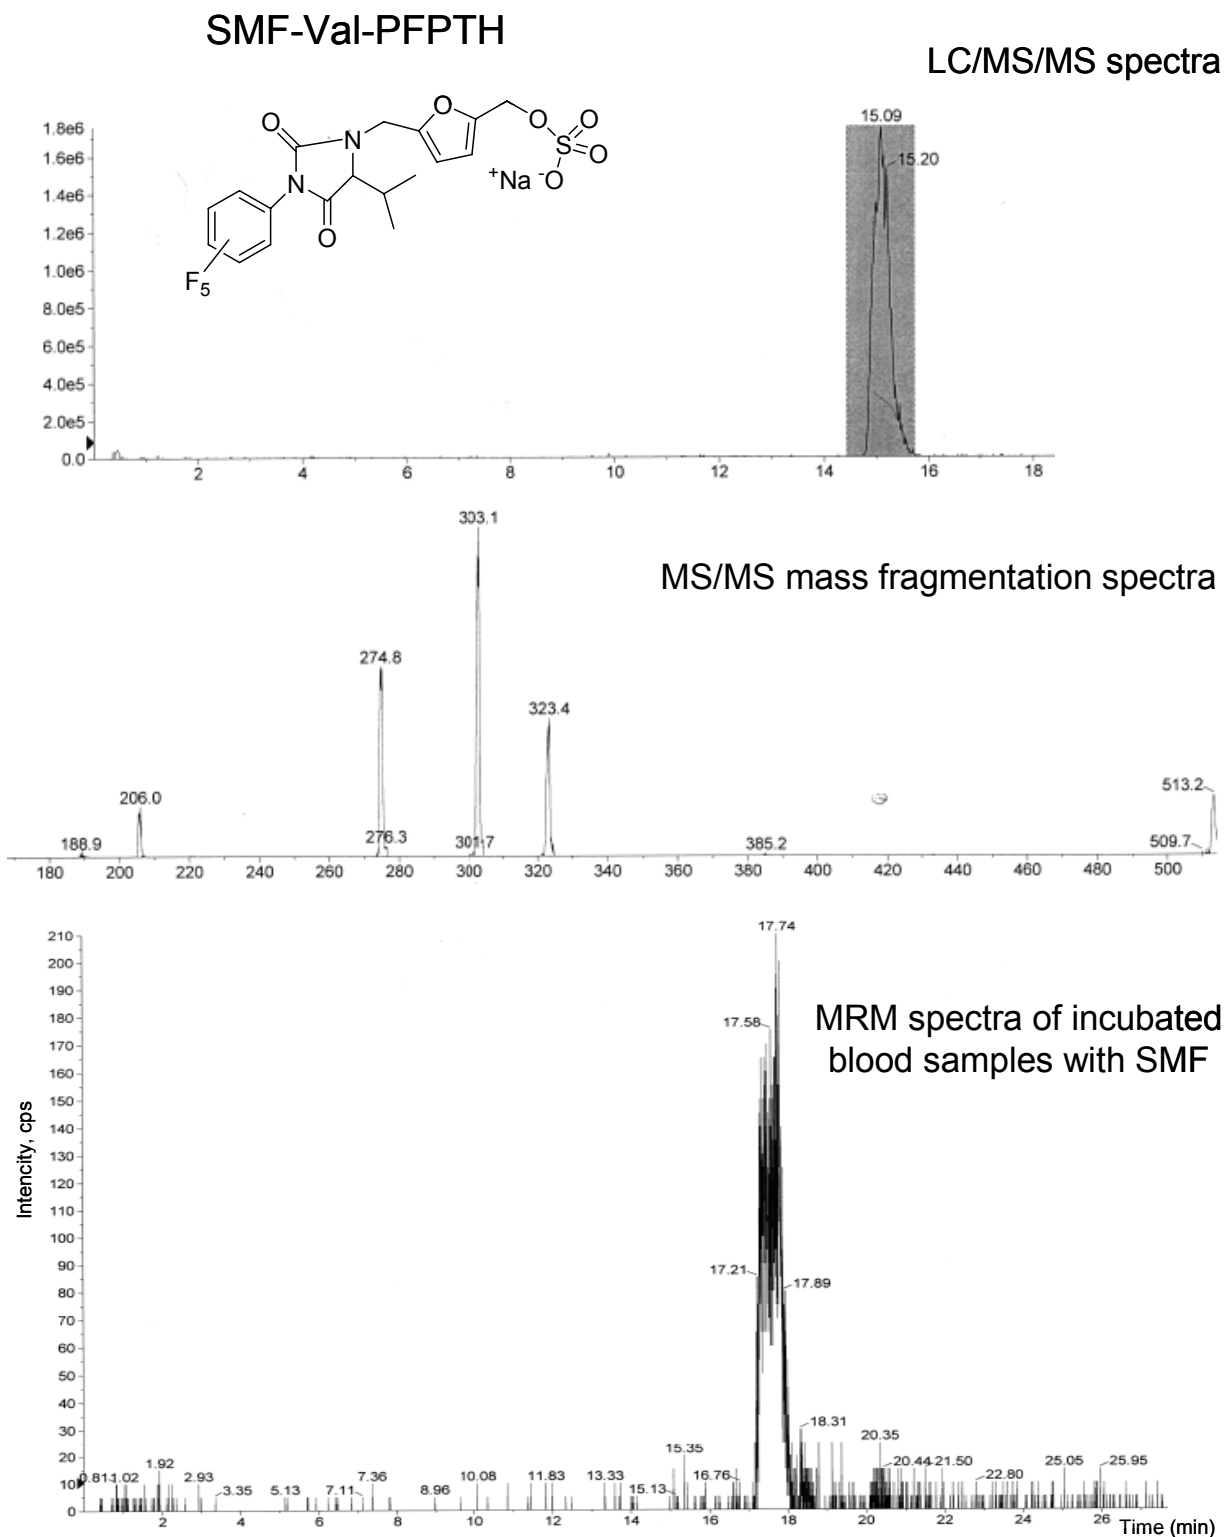 SMF-Val-PFPTH
LC/MS/MS spectra
O
N
O
O
S
O
O
O
+Na -O
N
O
F5
15.09
15.20
1.8e6
1.6e6
1.4e6
1.2e6
1.0e6
8.0e5
6.0e5
4.0e5
2.0e5
0.0
2 4 6 8 10 12 14 16 18
MS/MS mass fragmentation spectra
303.1
274.8
323.4
206.0
513.2
188.9
276.3
301.7
385.2
509.7
180 200 220 240 260 280 300 320 340 360 380 400 420 440 460 480 500
MRM spectra of incubated
blood samples with SMF
17.74
17.58
17.21
17.89
18.31
20.35
15.35
1.92
0.81 1.02
2.93
3.35
5.13
7.11
7.36
8.96
10.08
11.83
13.33
15.13
16.76
20.44
21.50
22.80
25.05
25.95
Intencity, cps
210
200
190
180
170
160
150
140
130
120
110
100
90
80
70
60
50
40
30
20
10
0
2 4 6 8 10 12 14 16 18 20 22 24 26
Time (min)